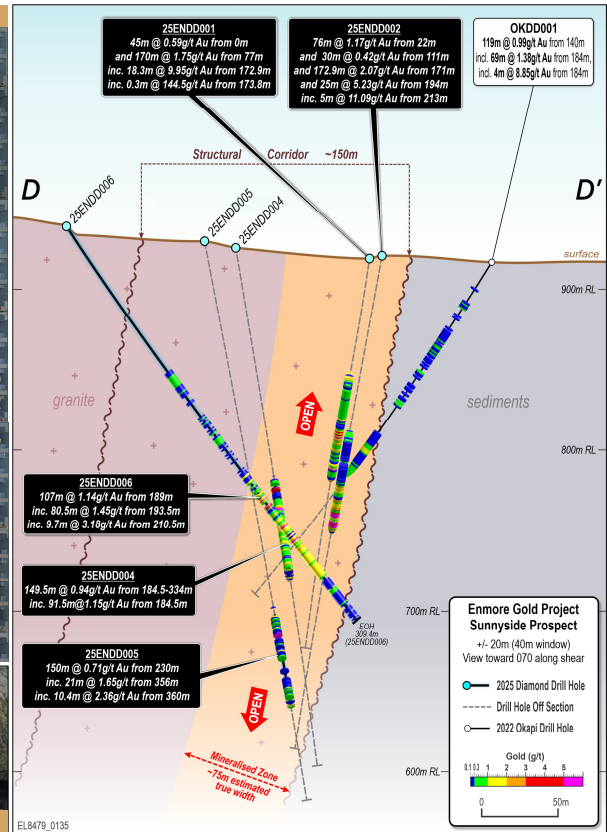 25ENDD001
45m @ 0.59g/t Au from 0m
and 170m @ 1.75g/t Au from 77m
inc. 18.3m @ 9.95g/t Au from 172.9m
inc. 0.3m @ 144.5g/t Au from 173.8m
25ENDD002
76m @ 1.17g/t Au from 22m
and 30m @ 0.42g/t Au from 111m
and 172.9m @ 2.07g/t Au from 171m
and 25m @ 5.23g/t Au from 194m
inc. 5m @ 11.09g/t Au from 213m
OKDD001
119m @ 0.99g/t Au from 140m
incl. 69m @ 1.38g/t Au from 184m,
incl. 4m @ 8.85g/t Au from 184m
Structural Corridor ~150m
D
D'
25ENDD006
25ENDD005
25ENDD004
surface
900m RL
granite
sediments
OPEN
800m RL
25ENDD006
107m @ 1.14g/t Au from 189m
inc. 80.5m @ 1.45g/t Au from 193.5m
inc. 9.7m @ 3.18g/t Au from 210.5m
25ENDD004
149.5m @ 0.94g/t Au from 184.5-334m
inc. 91.5m@1.15g/t Au from 184.5m
700m RL
EOH
309.4m
(25ENDD006)
25ENDD005
150m @ 0.71g/t Au from 230m
inc. 21m @ 1.65g/t Au from 356m
inc. 10.4m @ 2.36g/t Au from 360m
OPEN
Mineralised Zone
~75m estimated
true width
600m RL
Enmore Gold Project
Sunnyside Prospect
+/- 20m (40m window)
View toward 070 along shear
2025 Diamond Drill Hole
Drill Hole Off Section
2022 Okapi Drill Hole
Gold (g/t)
0.1 0.3 1 2 3 4 5
0 50m
EL8479_0135